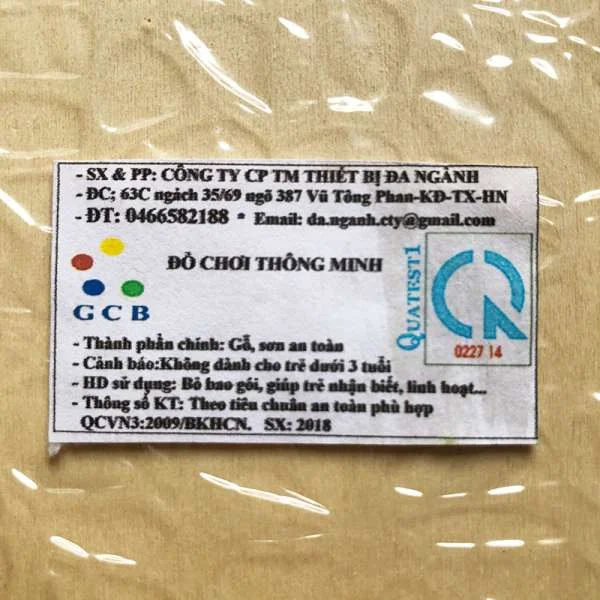 - SX & PP: CÔNG TY CP TM THIẾT BỊ ĐA NGÀNH
- ĐC; 63C ngách 35/69 ngõ 387 Vũ Tông Phan-KĐ-TX-HN
- ĐT: 0466582188 * Email: da.nganh.cty@gmail.com
ĐỒ CHƠI THÔNG MINH
GCB
QUATEST1
CR
0227 14
- Thành phần chính: Gỗ, sơn an toàn
- Cảnh báo:Không dành cho trẻ dưới 3 tuổi
- HD sử dụng: Bỏ bao gói, giúp trẻ nhận biết, linh hoạt...
- Thông số KT: Theo tiêu chuẩn an toàn phù hợp
QCVN3:2009/BKHCN. SX: 2018